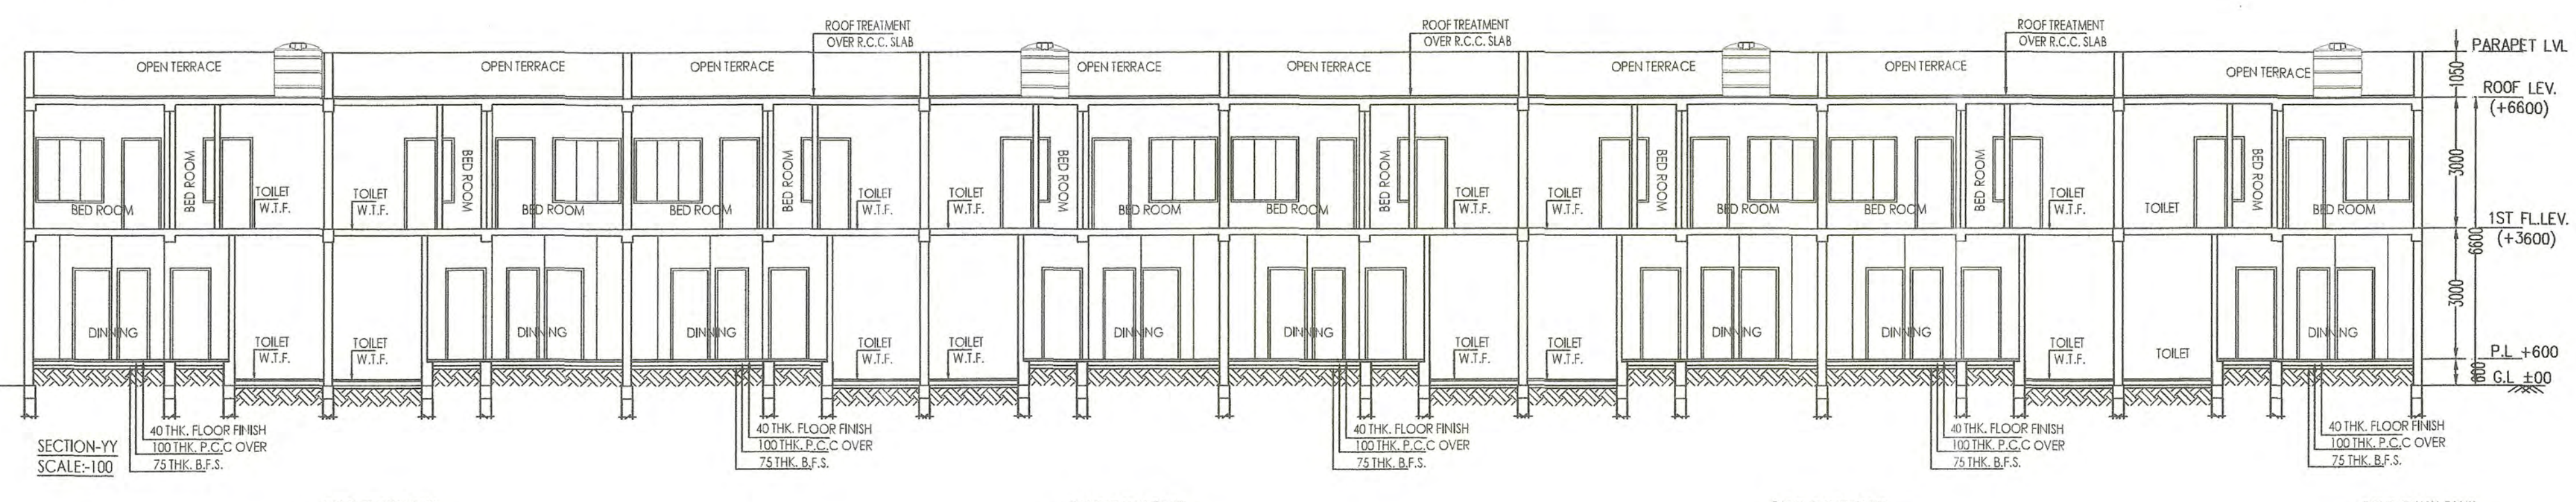 ROOF TREATMENT
OVER R.C.C. SLAB
ROOF TREATMENT
OVER R.C.C. SLAB
ROOF TREATMENT
OVER R.C.C. SLAB
PARAPET LVL
OPEN TERRACE
OPEN TERRACE
OPEN TERRACE
OPEN TERRACE
OPEN TERRACE
OPEN TERRACE
OPEN TERRACE
OPEN TERRACE
1050
ROOF LEV.
(+6600)
BED ROOM
BED ROOM
TOILET
W.T.F.
TOILET
W.T.F.
BED ROOM
BED ROOM
BED ROOM
BED ROOM
TOILET
W.T.F.
TOILET
W.T.F.
BED ROOM
BED ROOM
BED ROOM
BED ROOM
TOILET
W.T.F.
TOILET
W.T.F.
BED ROOM
BED ROOM
BED ROOM
BED ROOM
TOILET
W.T.F.
TOILET
BED ROOM
BED ROOM
3000
1ST FL.LEV.
(+3600)
6600
3000
DINNING
TOILET
W.T.F.
TOILET
W.T.F.
DINNING
DINNING
TOILET
W.T.F.
TOILET
W.T.F.
DINNING
DINNING
TOILET
W.T.F.
TOILET
W.T.F.
DINNING
DINNING
TOILET
W.T.F.
TOILET
DINNING
P.L +600
600
G.L ±00
SECTION-YY
SCALE:-100
40 THK. FLOOR FINISH
100 THK. P.C.C OVER
75 THK. B.F.S.
40 THK. FLOOR FINISH
100 THK. P.C.C OVER
75 THK. B.F.S.
40 THK. FLOOR FINISH
100 THK. P.C.C OVER
75 THK. B.F.S.
40 THK. FLOOR FINISH
100 THK. P.C.C OVER
75 THK. B.F.S.
40 THK. FLOOR FINISH
100 THK. P.C.C OVER
75 THK. B.F.S.